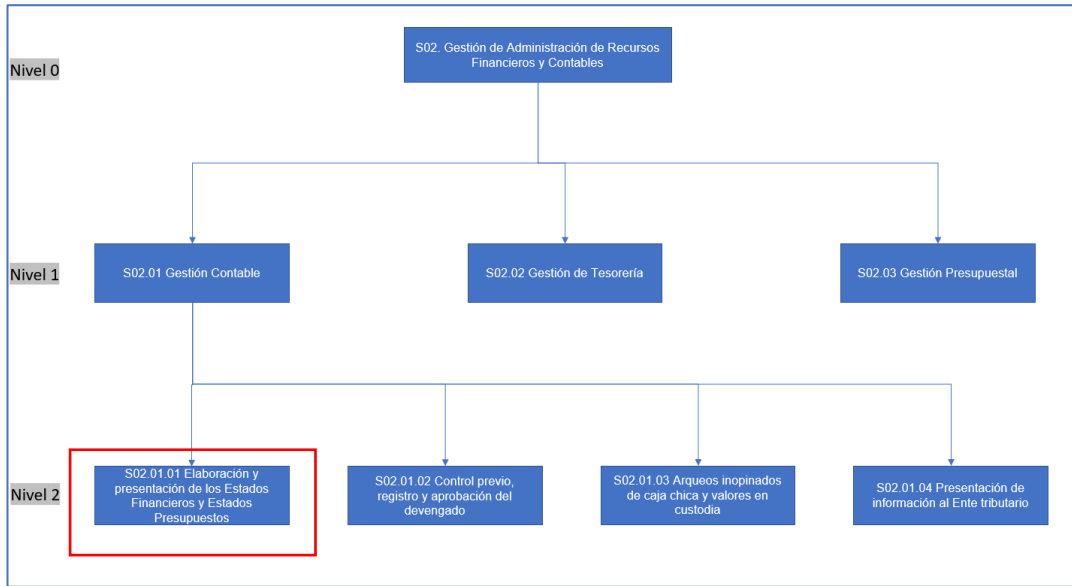 S02. Gestión de Administración de Recursos
Financieros y Contables
Nivel 0
Nivel 1
S02.01 Gestión Contable
S02.02 Gestión de Tesorería
S02.03 Gestión Presupuestal
Nivel 2
S02.01.01 Elaboración y
presentación de los Estados
Financieros y Estados
Presupuestos
S02.01.02 Control previo,
registro y aprobación del
devengado
S02.01.03 Arqueos inopinados
de caja chica y valores en
custodia
S02.01.04 Presentación de
información al Ente tributario